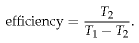 efficiency = T₂ / (T₁ − T₂).